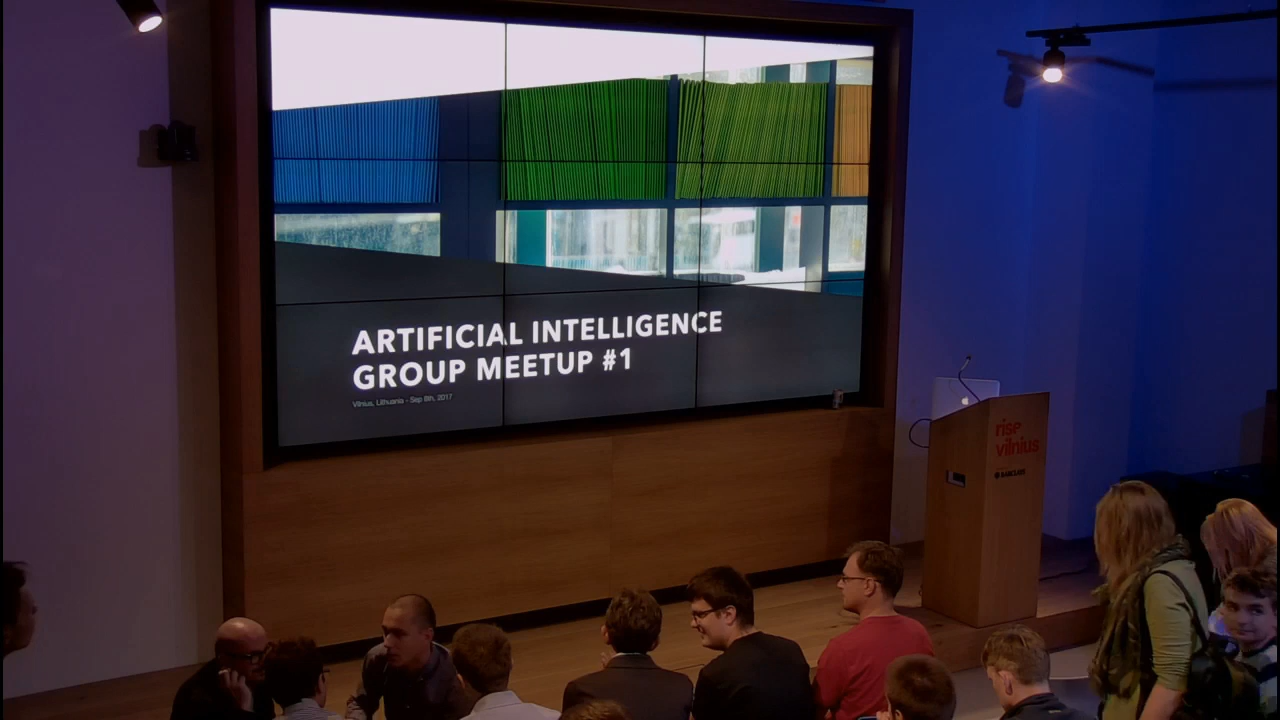 ARTIFICIAL INTELLIGENCE
GROUP MEETUP #1
Vilnius, Lithuania - Sep 8th, 2017
rise
vilnius
BARCLAYS